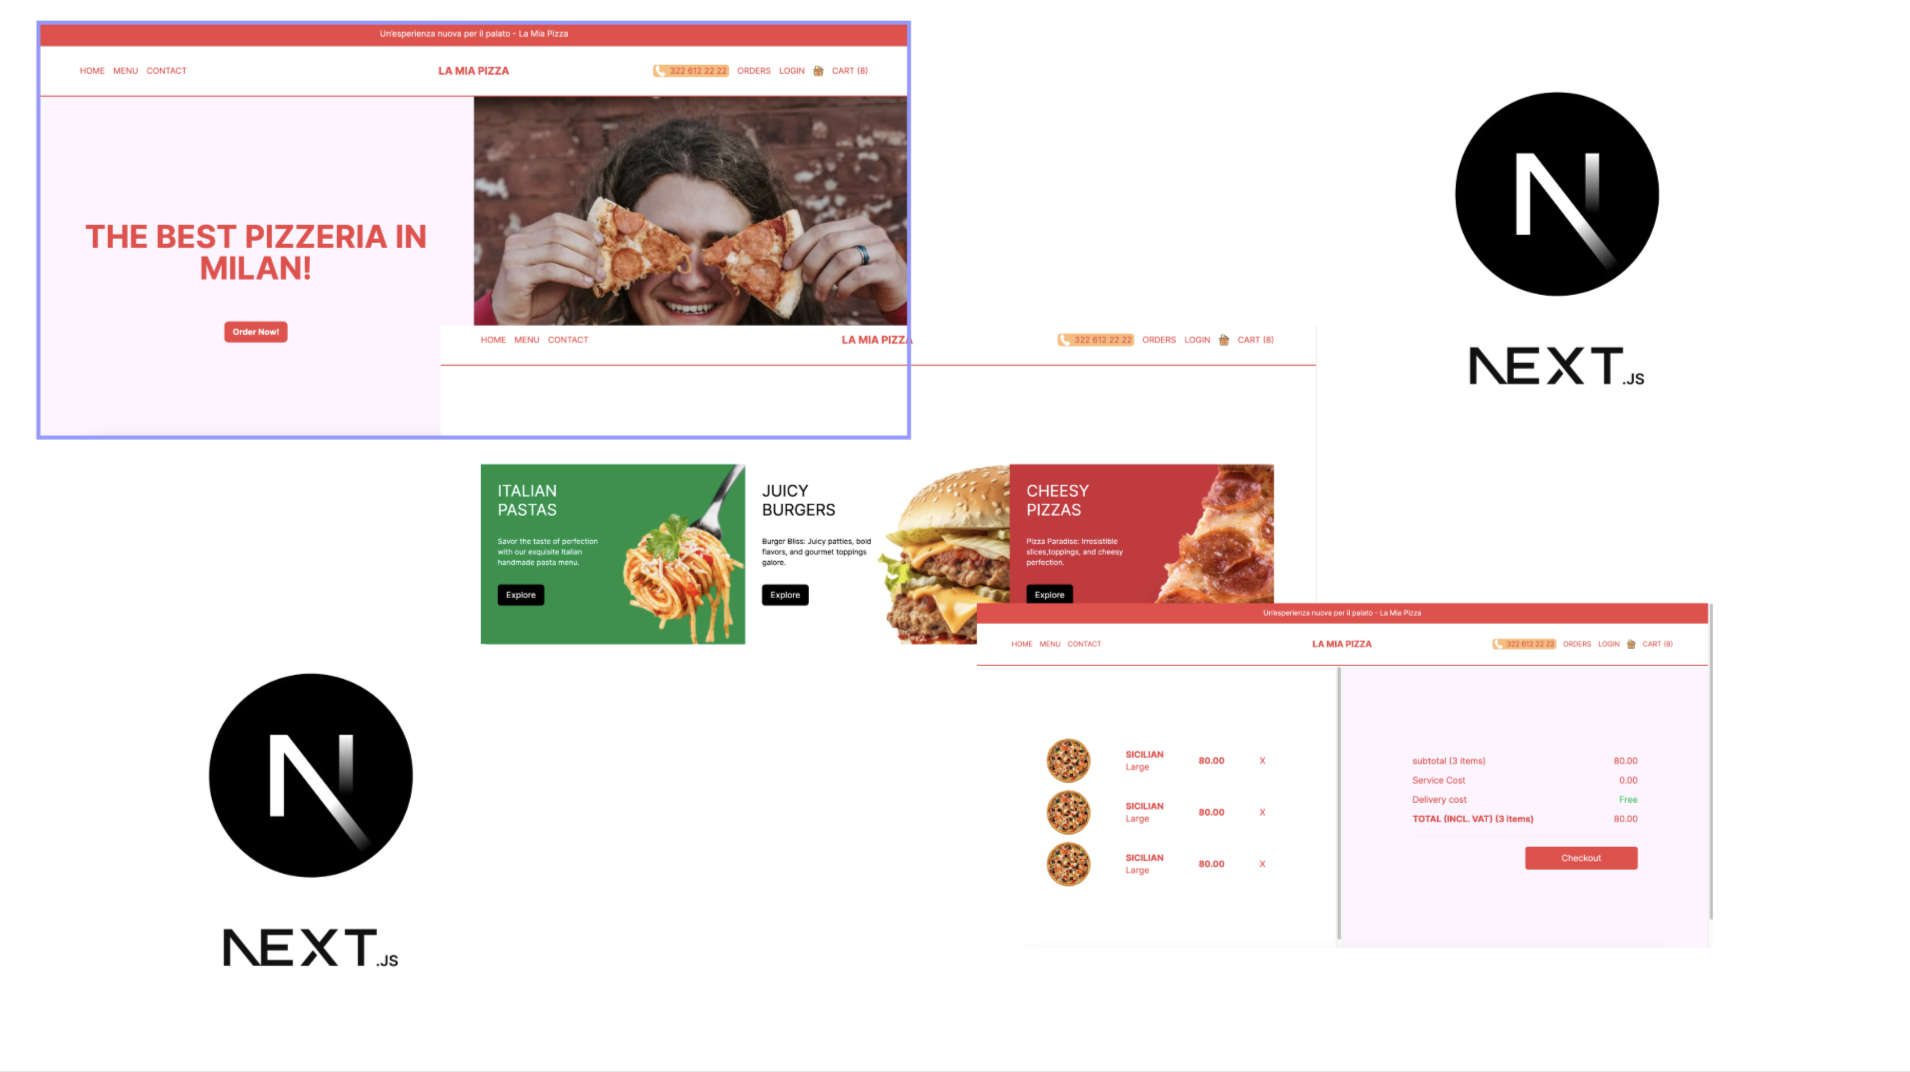 Un'esperienza nuova per il palato - La Mia Pizza
HOME MENU CONTACT
LA MIA PIZZA
322 612 22 22 ORDERS LOGIN CART (8)
THE BEST PIZZERIA IN
MILAN!
Order Now!
NEXT.JS
HOME MENU CONTACT
LA MIA PIZZA
322 612 22 22 ORDERS LOGIN CART (8)
ITALIAN
PASTAS
Savor the taste of perfection
with our exquisite Italian
handmade pasta menu.
Explore
JUICY
BURGERS
Burger Bliss: Juicy patties, bold
flavors, and gourmet toppings
galore.
Explore
CHEESY
PIZZAS
Pizza Paradise: Irresistible
slices,toppings, and cheesy
perfection.
Explore
Un'esperienza nuova per il palato - La Mia Pizza
HOME MENU CONTACT
LA MIA PIZZA
322 612 22 22 ORDERS LOGIN CART (8)
SICILIAN
Large
80.00 X
SICILIAN
Large
80.00 X
SICILIAN
Large
80.00 X
subtotal (3 items) 80.00
Service Cost 0.00
Delivery cost Free
TOTAL (INCL. VAT) (3 items) 80.00
Checkout
NEXT.JS